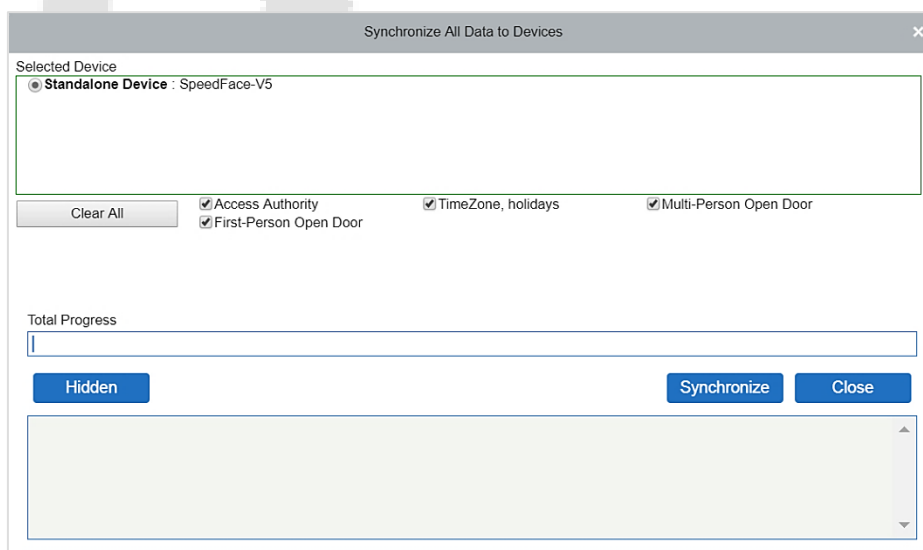 Synchronize All Data to Devices
Selected Device
Standalone Device : SpeedFace-V5
Clear All
Access Authority TimeZone, holidays Multi-Person Open Door
First-Person Open Door
Total Progress
Hidden Synchronize Close